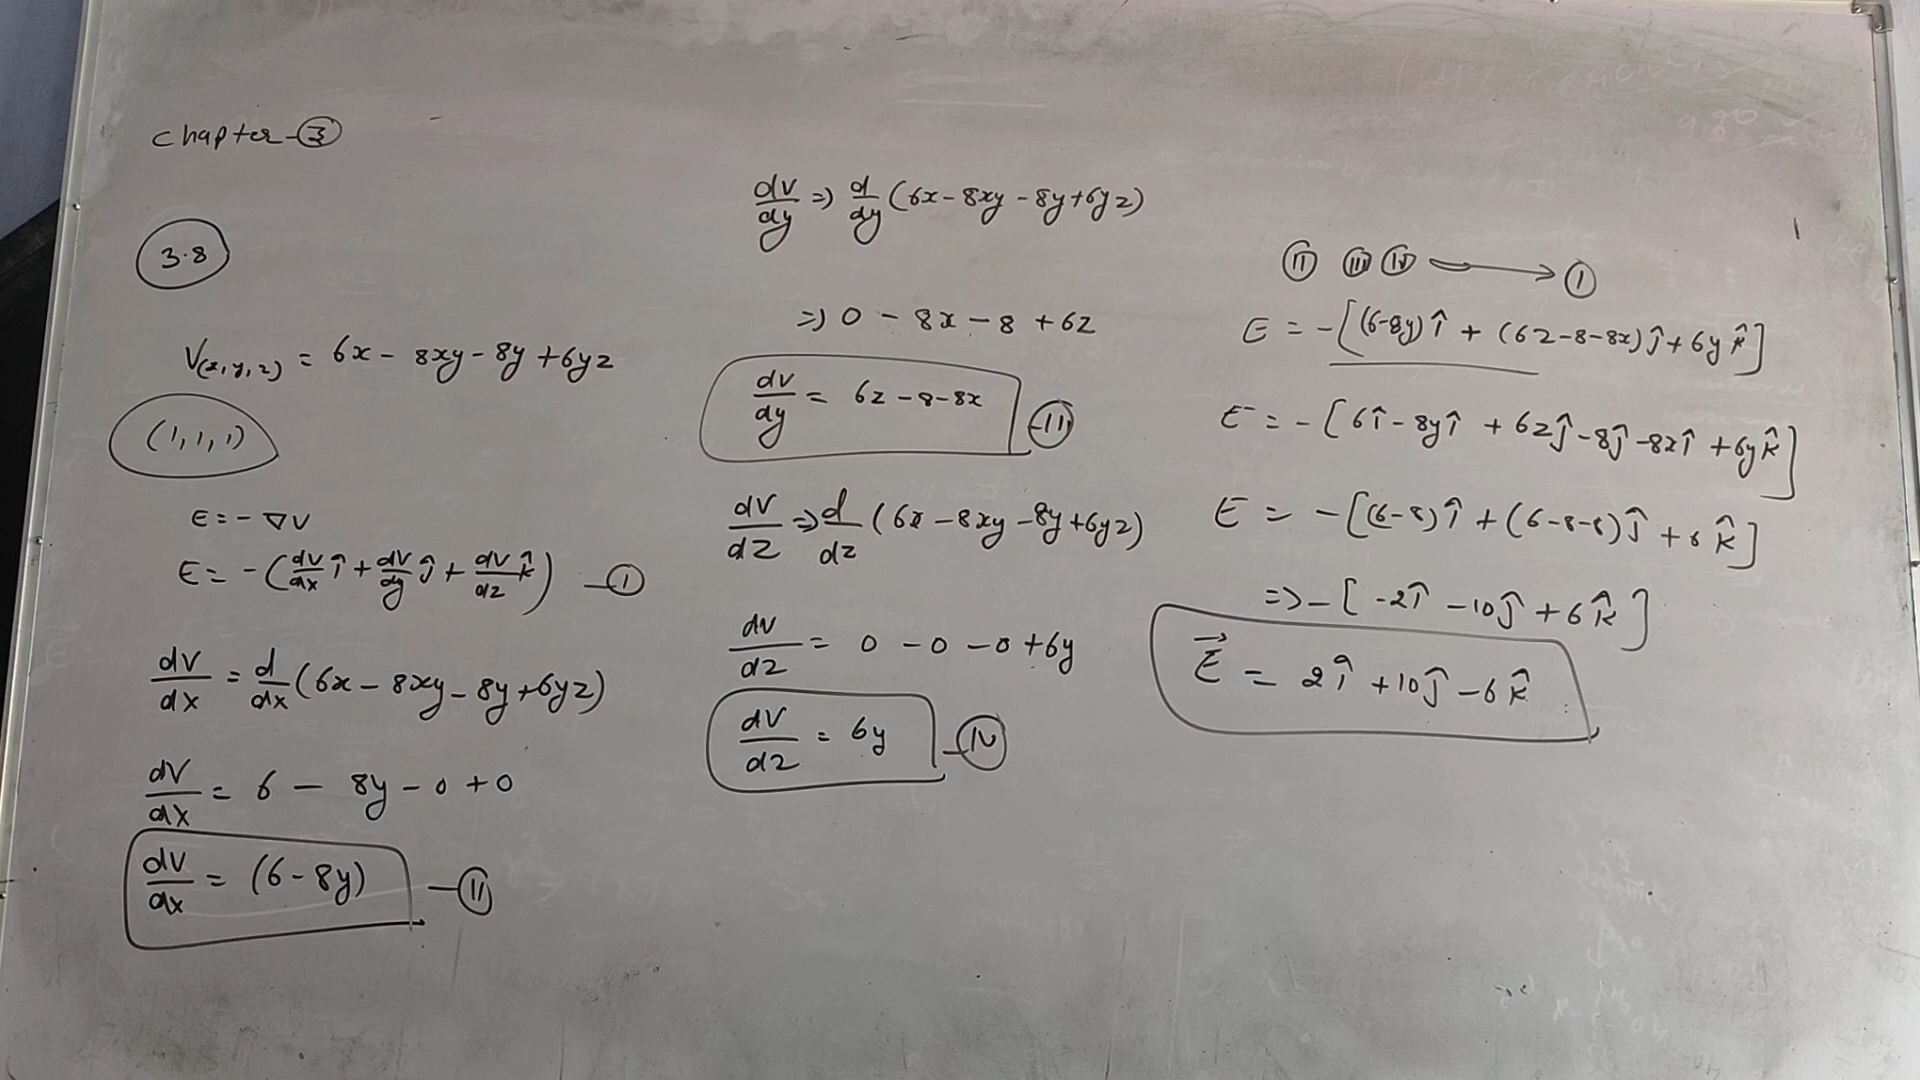 Chapter-③
3.8
V(x,y,z) = 6x - 8xy - 8y + 6yz
(1,1,1)
E = - ∇V
E = - (dv/dx î + dv/dy ĵ + dv/dz k̂) - Ⓘ
dv/dx = d/dx (6x - 8xy - 8y + 6yz)
dv/dx = 6 - 8y - 0 + 0
dv/dx = (6 - 8y) - Ⅱ
dv/dy => d/dy (6x - 8xy - 8y + 6yz)
=> 0 - 8x - 8 + 6z
dv/dy = 6z - 8 - 8x - Ⅲ
dv/dz => d/dz (6x - 8xy - 8y + 6yz)
dv/dz = 0 - 0 - 0 + 6y
dv/dz = 6y - Ⅳ
Ⅱ Ⅲ Ⅳ ⟶ Ⅰ
E = - [(6-8y) î + (6z-8-8x) ĵ + 6y k̂]
E = - [6î - 8yî + 6zĵ - 8ĵ - 8xî + 6yk̂]
E = - [(6-8) î + (6-8-8) ĵ + 6 k̂]
=> - [-2î - 10ĵ + 6k̂]
E⃗ = 2î + 10ĵ - 6k̂